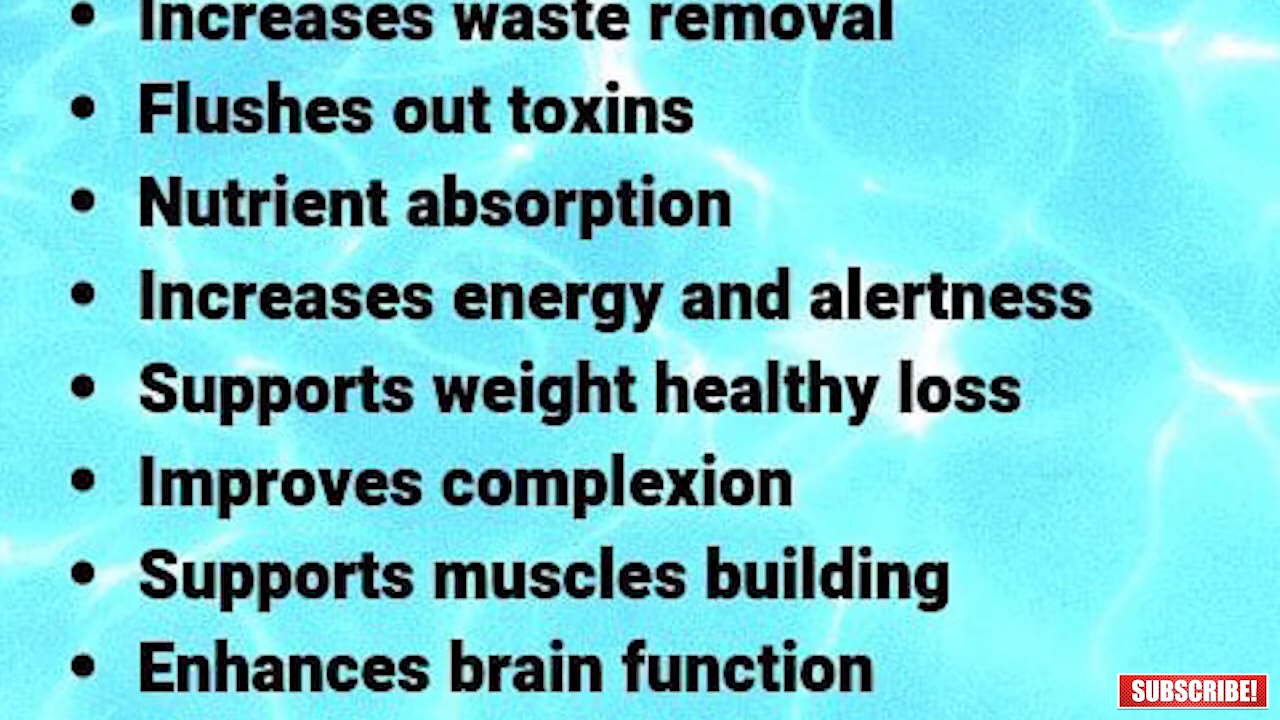 • Increases waste removal
• Flushes out toxins
• Nutrient absorption
• Increases energy and alertness
• Supports weight healthy loss
• Improves complexion
• Supports muscles building
• Enhances brain function
SUBSCRIBE!